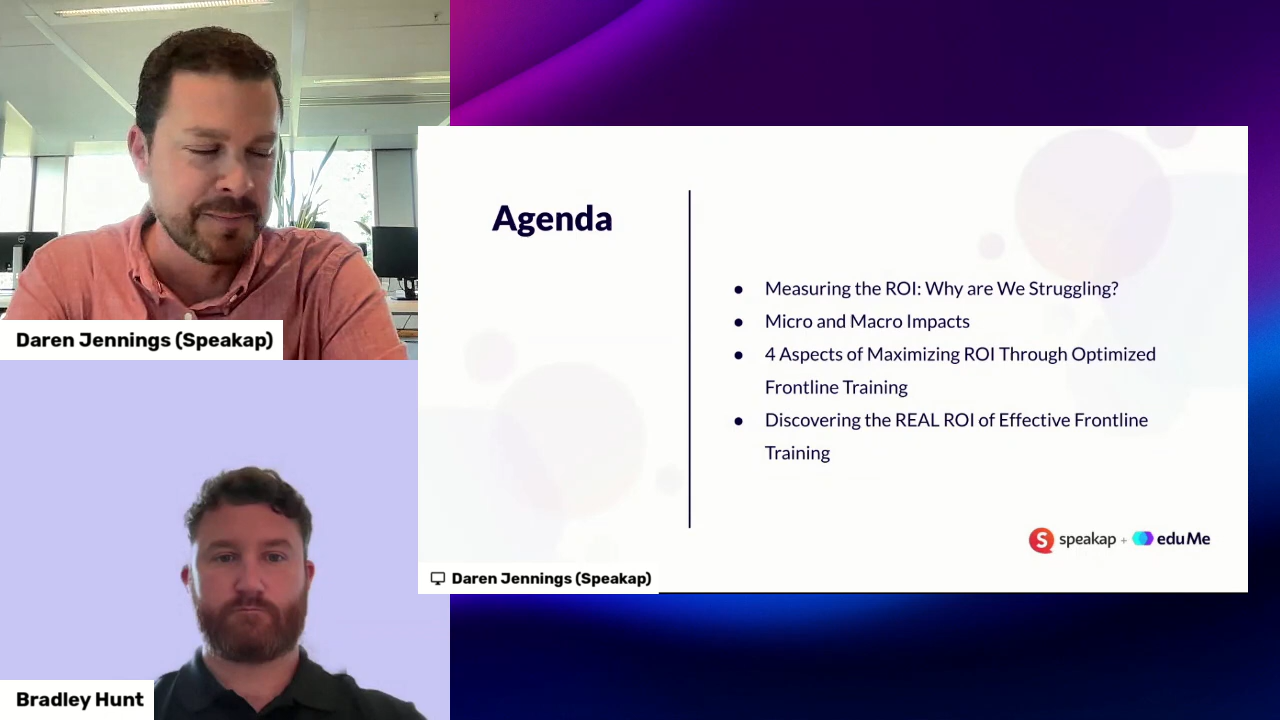 Daren Jennings (Speakap)
Bradley Hunt
Agenda
● Measuring the ROI: Why are We Struggling?
● Micro and Macro Impacts
● 4 Aspects of Maximizing ROI Through Optimized
Frontline Training
● Discovering the REAL ROI of Effective Frontline
Training
S speakap + eduMe
Daren Jennings (Speakap)